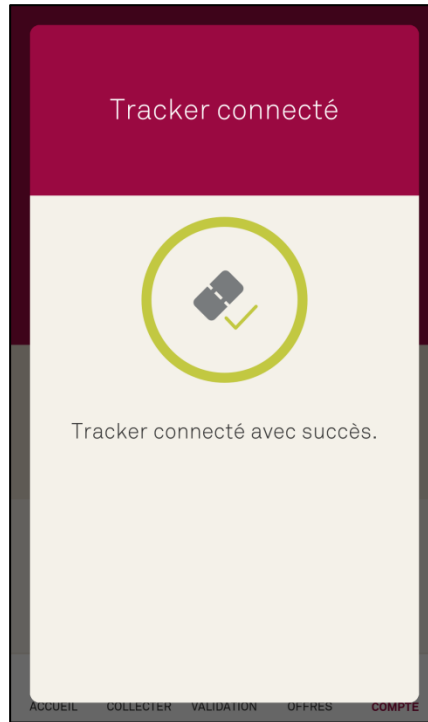 Tracker connecté
Tracker connecté avec succès.
ACCUEIL COLLECTER VALIDATION OFFRES COMPTE